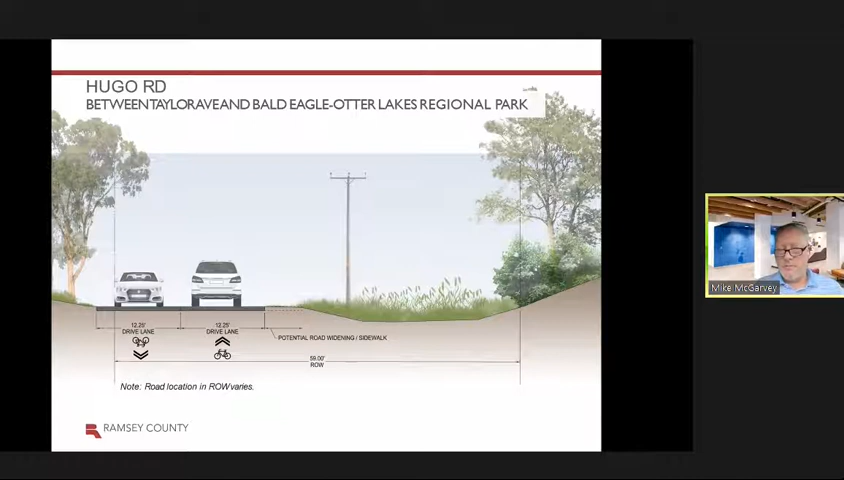 HUGO RD
BETWEEN TAYLOR AVE AND BALD EAGLE-OTTER LAKES REGIONAL PARK
12.25'
DRIVE LANE
12.25'
DRIVE LANE
POTENTIAL ROAD WIDENING / SIDEWALK
59.00'
ROW
Note: Road location in ROW varies.
RAMSEY COUNTY
Mike McGarvey